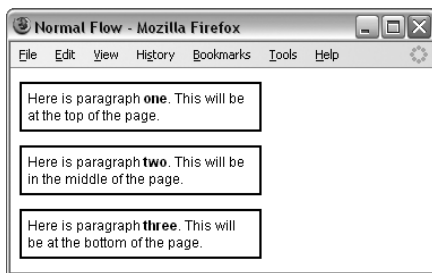 Normal Flow - Mozilla Firefox
File Edit View History Bookmarks Tools Help
Here is paragraph one. This will be
at the top of the page.
Here is paragraph two. This will be
in the middle of the page.
Here is paragraph three. This will
be at the bottom of the page.